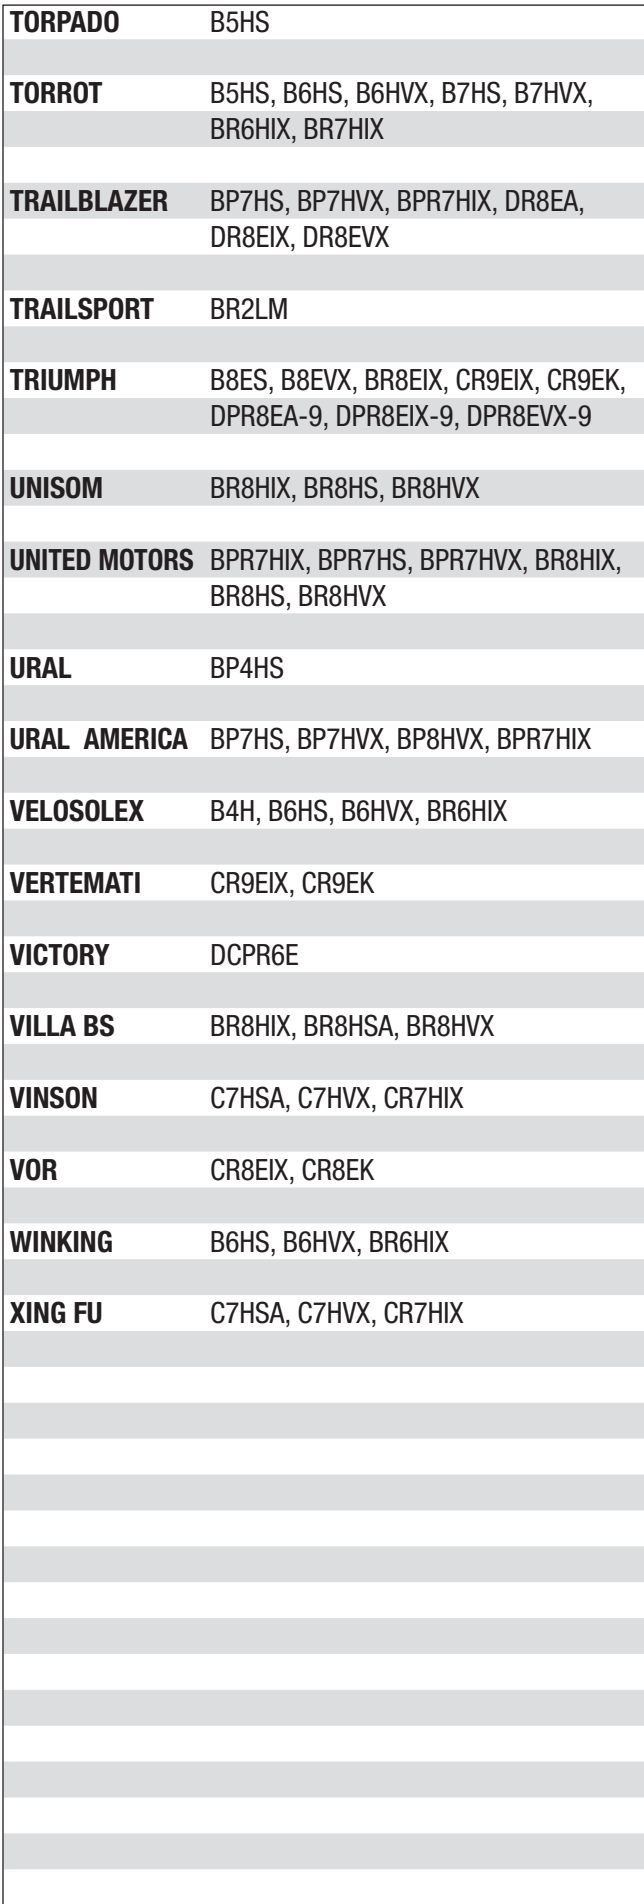 TORPADO B5HS
TORROT B5HS, B6HS, B6HVX, B7HS, B7HVX,
BR6HIX, BR7HIX
TRAILBLAZER BP7HS, BP7HVX, BPR7HIX, DR8EA,
DR8EIX, DR8EVX
TRAILSPORT BR2LM
TRIUMPH B8ES, B8EVX, BR8EIX, CR9EIX, CR9EK,
DPR8EA-9, DPR8EIX-9, DPR8EVX-9
UNISOM BR8HIX, BR8HS, BR8HVX
UNITED MOTORS BPR7HIX, BPR7HS, BPR7HVX, BR8HIX,
BR8HS, BR8HVX
URAL BP4HS
URAL AMERICA BP7HS, BP7HVX, BP8HVX, BPR7HIX
VELOSOLEX B4H, B6HS, B6HVX, BR6HIX
VERTEMATI CR9EIX, CR9EK
VICTORY DCPR6E
VILLA BS BR8HIX, BR8HSA, BR8HVX
VINSON C7HSA, C7HVX, CR7HIX
VOR CR8EIX, CR8EK
WINKING B6HS, B6HVX, BR6HIX
XING FU C7HSA, C7HVX, CR7HIX